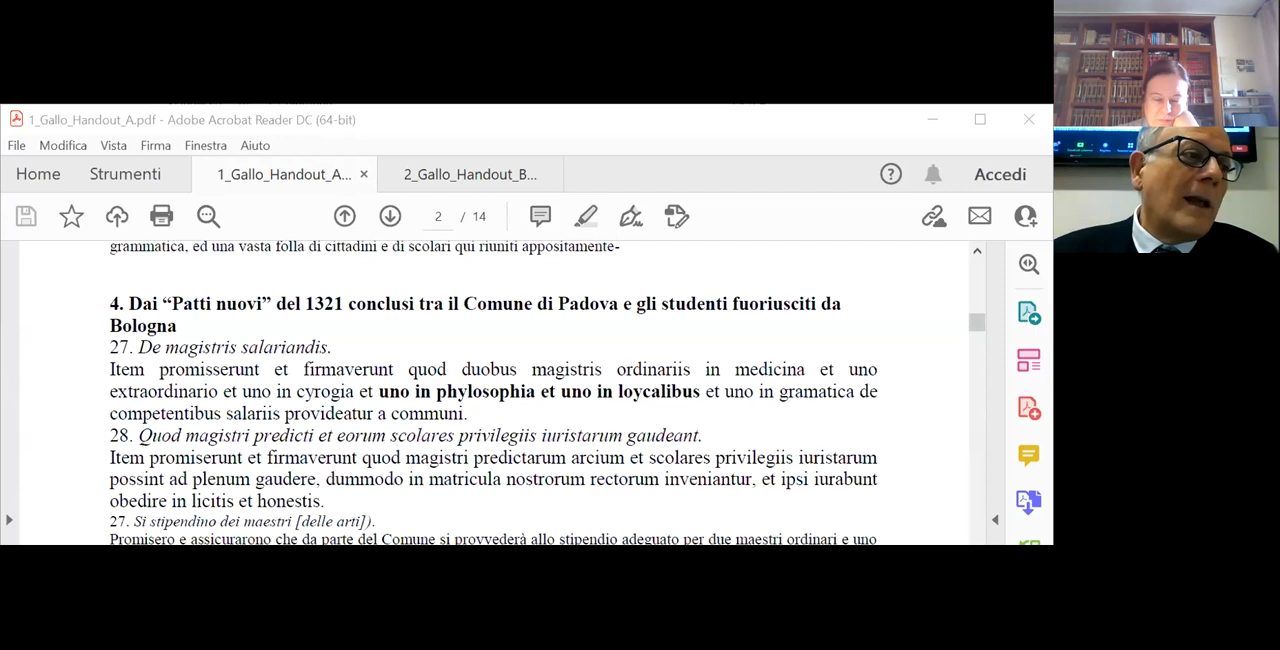 1_Gallo_Handout_A.pdf - Adobe Acrobat Reader DC (64-bit)
File Modifica Vista Firma Finestra Aiuto
Home Strumenti 1_Gallo_Handout_A... × 2_Gallo_Handout_B... Accedi
2 / 14
grammatica, ed una vasta folla di cittadini e di scolari qui riuniti appositamente-
4. Dai “Patti nuovi” del 1321 conclusi tra il Comune di Padova e gli studenti fuoriusciti da
Bologna
27. De magistris salariandis.
Item promisserunt et firmaverunt quod duobus magistris ordinariis in medicina et uno
extraordinario et uno in cyrogia et uno in phylosophia et uno in loycalibus et uno in gramatica de
competentibus salariis provideatur a communi.
28. Quod magistri predicti et eorum scolares privilegiis iuristarum gaudeant.
Item promiserunt et firmaverunt quod magistri predictarum arcium et scolares privilegiis iuristarum
possint ad plenum gaudere, dummodo in matricula nostrorum rectorum inveniantur, et ipsi iurabunt
obedire in licitis et honestis.
27. Si stipendino dei maestri [delle arti]).
Promisero e assicurarono che da parte del Comune si provvederà allo stipendio adeguato per due maestri ordinari e uno